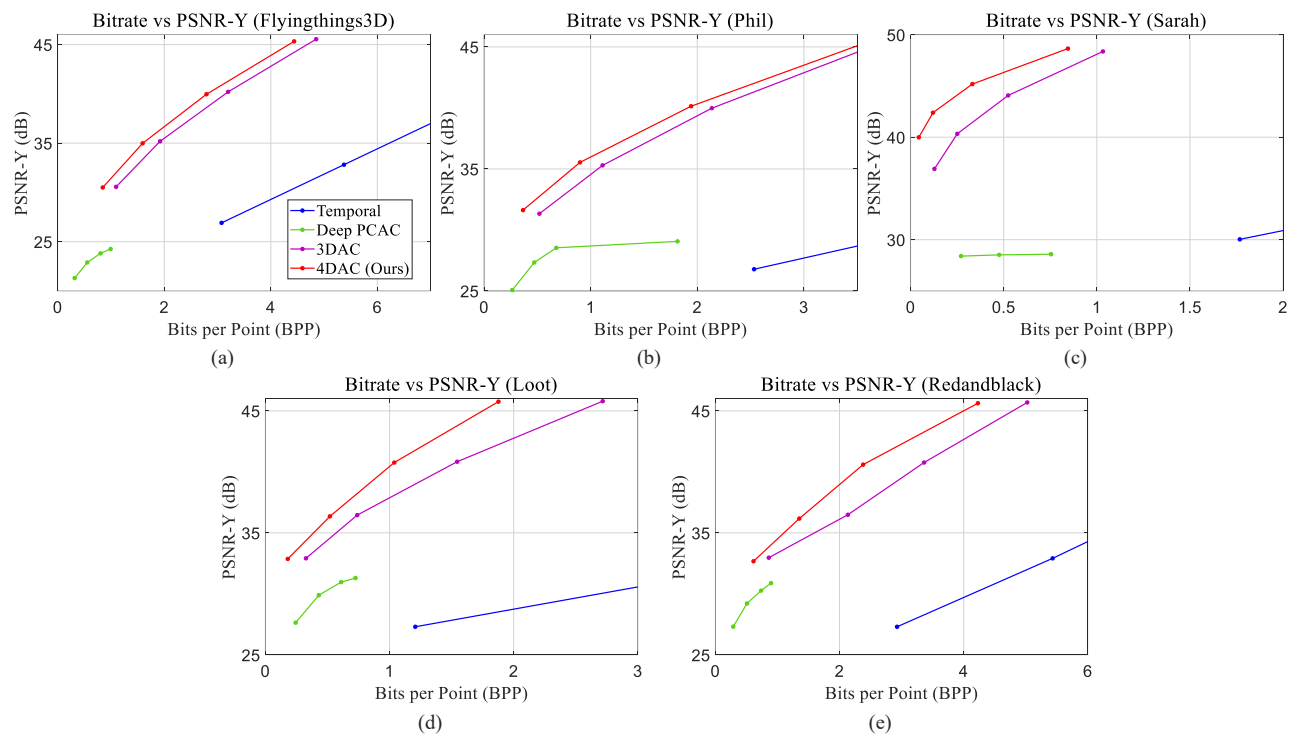 Bitrate vs PSNR-Y (Flyingthings3D)
45
35
25
0
2
4
6
PSNR-Y (dB)
Bits per Point (BPP)
Temporal
Deep PCAC
3DAC
4DAC (Ours)
(a)
Bitrate vs PSNR-Y (Phil)
45
35
25
0
1
2
3
PSNR-Y (dB)
Bits per Point (BPP)
(b)
Bitrate vs PSNR-Y (Sarah)
50
40
30
0
0.5
1
1.5
2
PSNR-Y (dB)
Bits per Point (BPP)
(c)
Bitrate vs PSNR-Y (Loot)
45
35
25
0
1
2
3
PSNR-Y (dB)
Bits per Point (BPP)
(d)
Bitrate vs PSNR-Y (Redandblack)
45
35
25
0
2
4
6
PSNR-Y (dB)
Bits per Point (BPP)
(e)